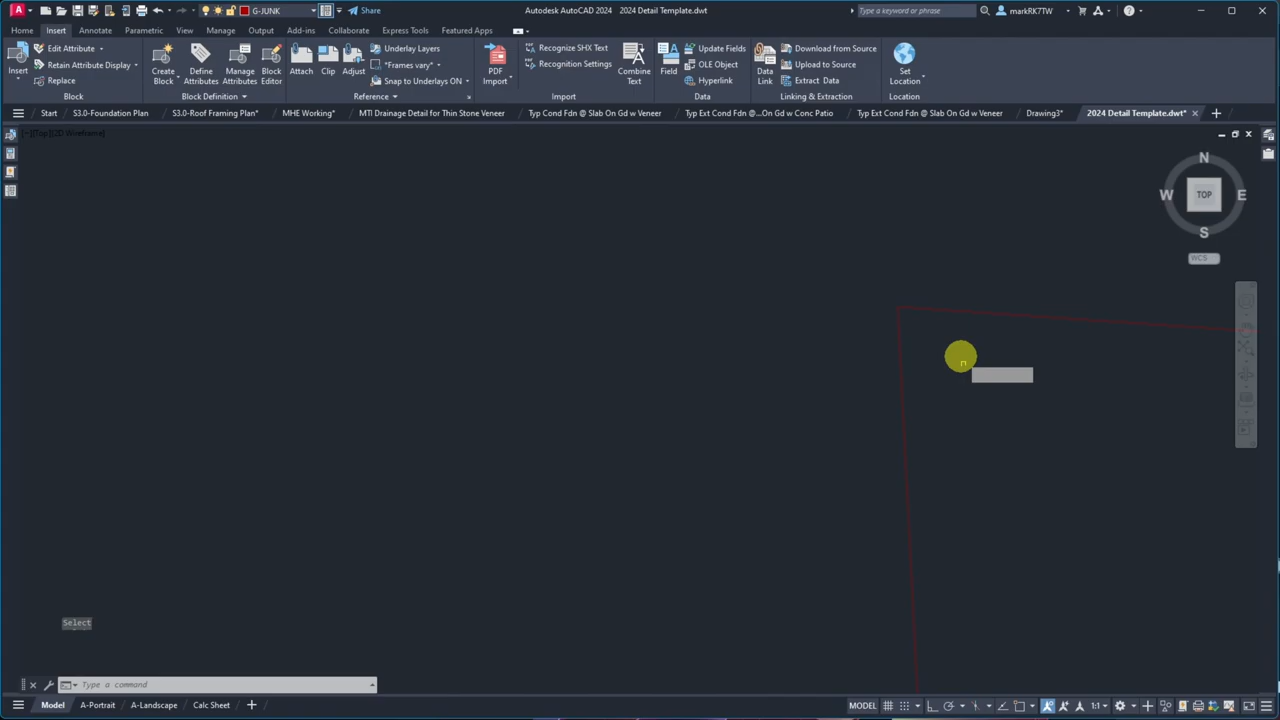 G-JUNK Share Autodesk AutoCAD 2024 2024 Detail Template.dwt Type a keyword or phrase markRK7TW
Home Insert Annotate Parametric View Manage Output Add-ins Collaborate Express Tools Featured Apps
Insert
Edit Attribute
Retain Attribute Display
Replace
Block
Create Block
Define Attributes
Manage Attributes
Block Editor
Block Definition
Attach
Clip
Adjust
Underlay Layers
*Frames vary*
Snap to Underlays ON
Reference
PDF Import
Recognize SHX Text
Recognition Settings
Combine Text
Import
Field
Update Fields
OLE Object
Hyperlink
Data
Data Link
Download from Source
Upload to Source
Extract Data
Linking & Extraction
Set Location
Location
Start S3.0-Foundation Plan S3.0-Roof Framing Plan* MHE Working* MTI Drainage Detail for Thin Stone Veneer Typ Cond Fdn @ Slab On Gd w Veneer Typ Ext Cond Fdn @...On Gd w Conc Patio Typ Ext Cond Fdn @ Slab On Gd w Veneer Drawing3* 2024 Detail Template.dwt*
[−][Top][2D Wireframe]
N
W TOP E
S
WCS
Select
Type a command
Model A-Portrait A-Landscape Calc Sheet MODEL 1:1